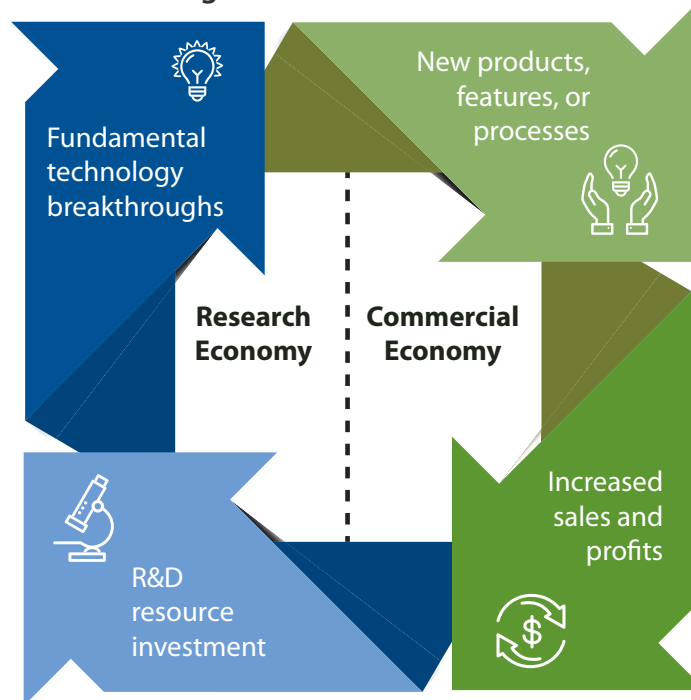 Fundamental
technology
breakthroughs
New products,
features, or
processes
Research
Economy
Commercial
Economy
Increased
sales and
profits
$
R&D
resource
investment